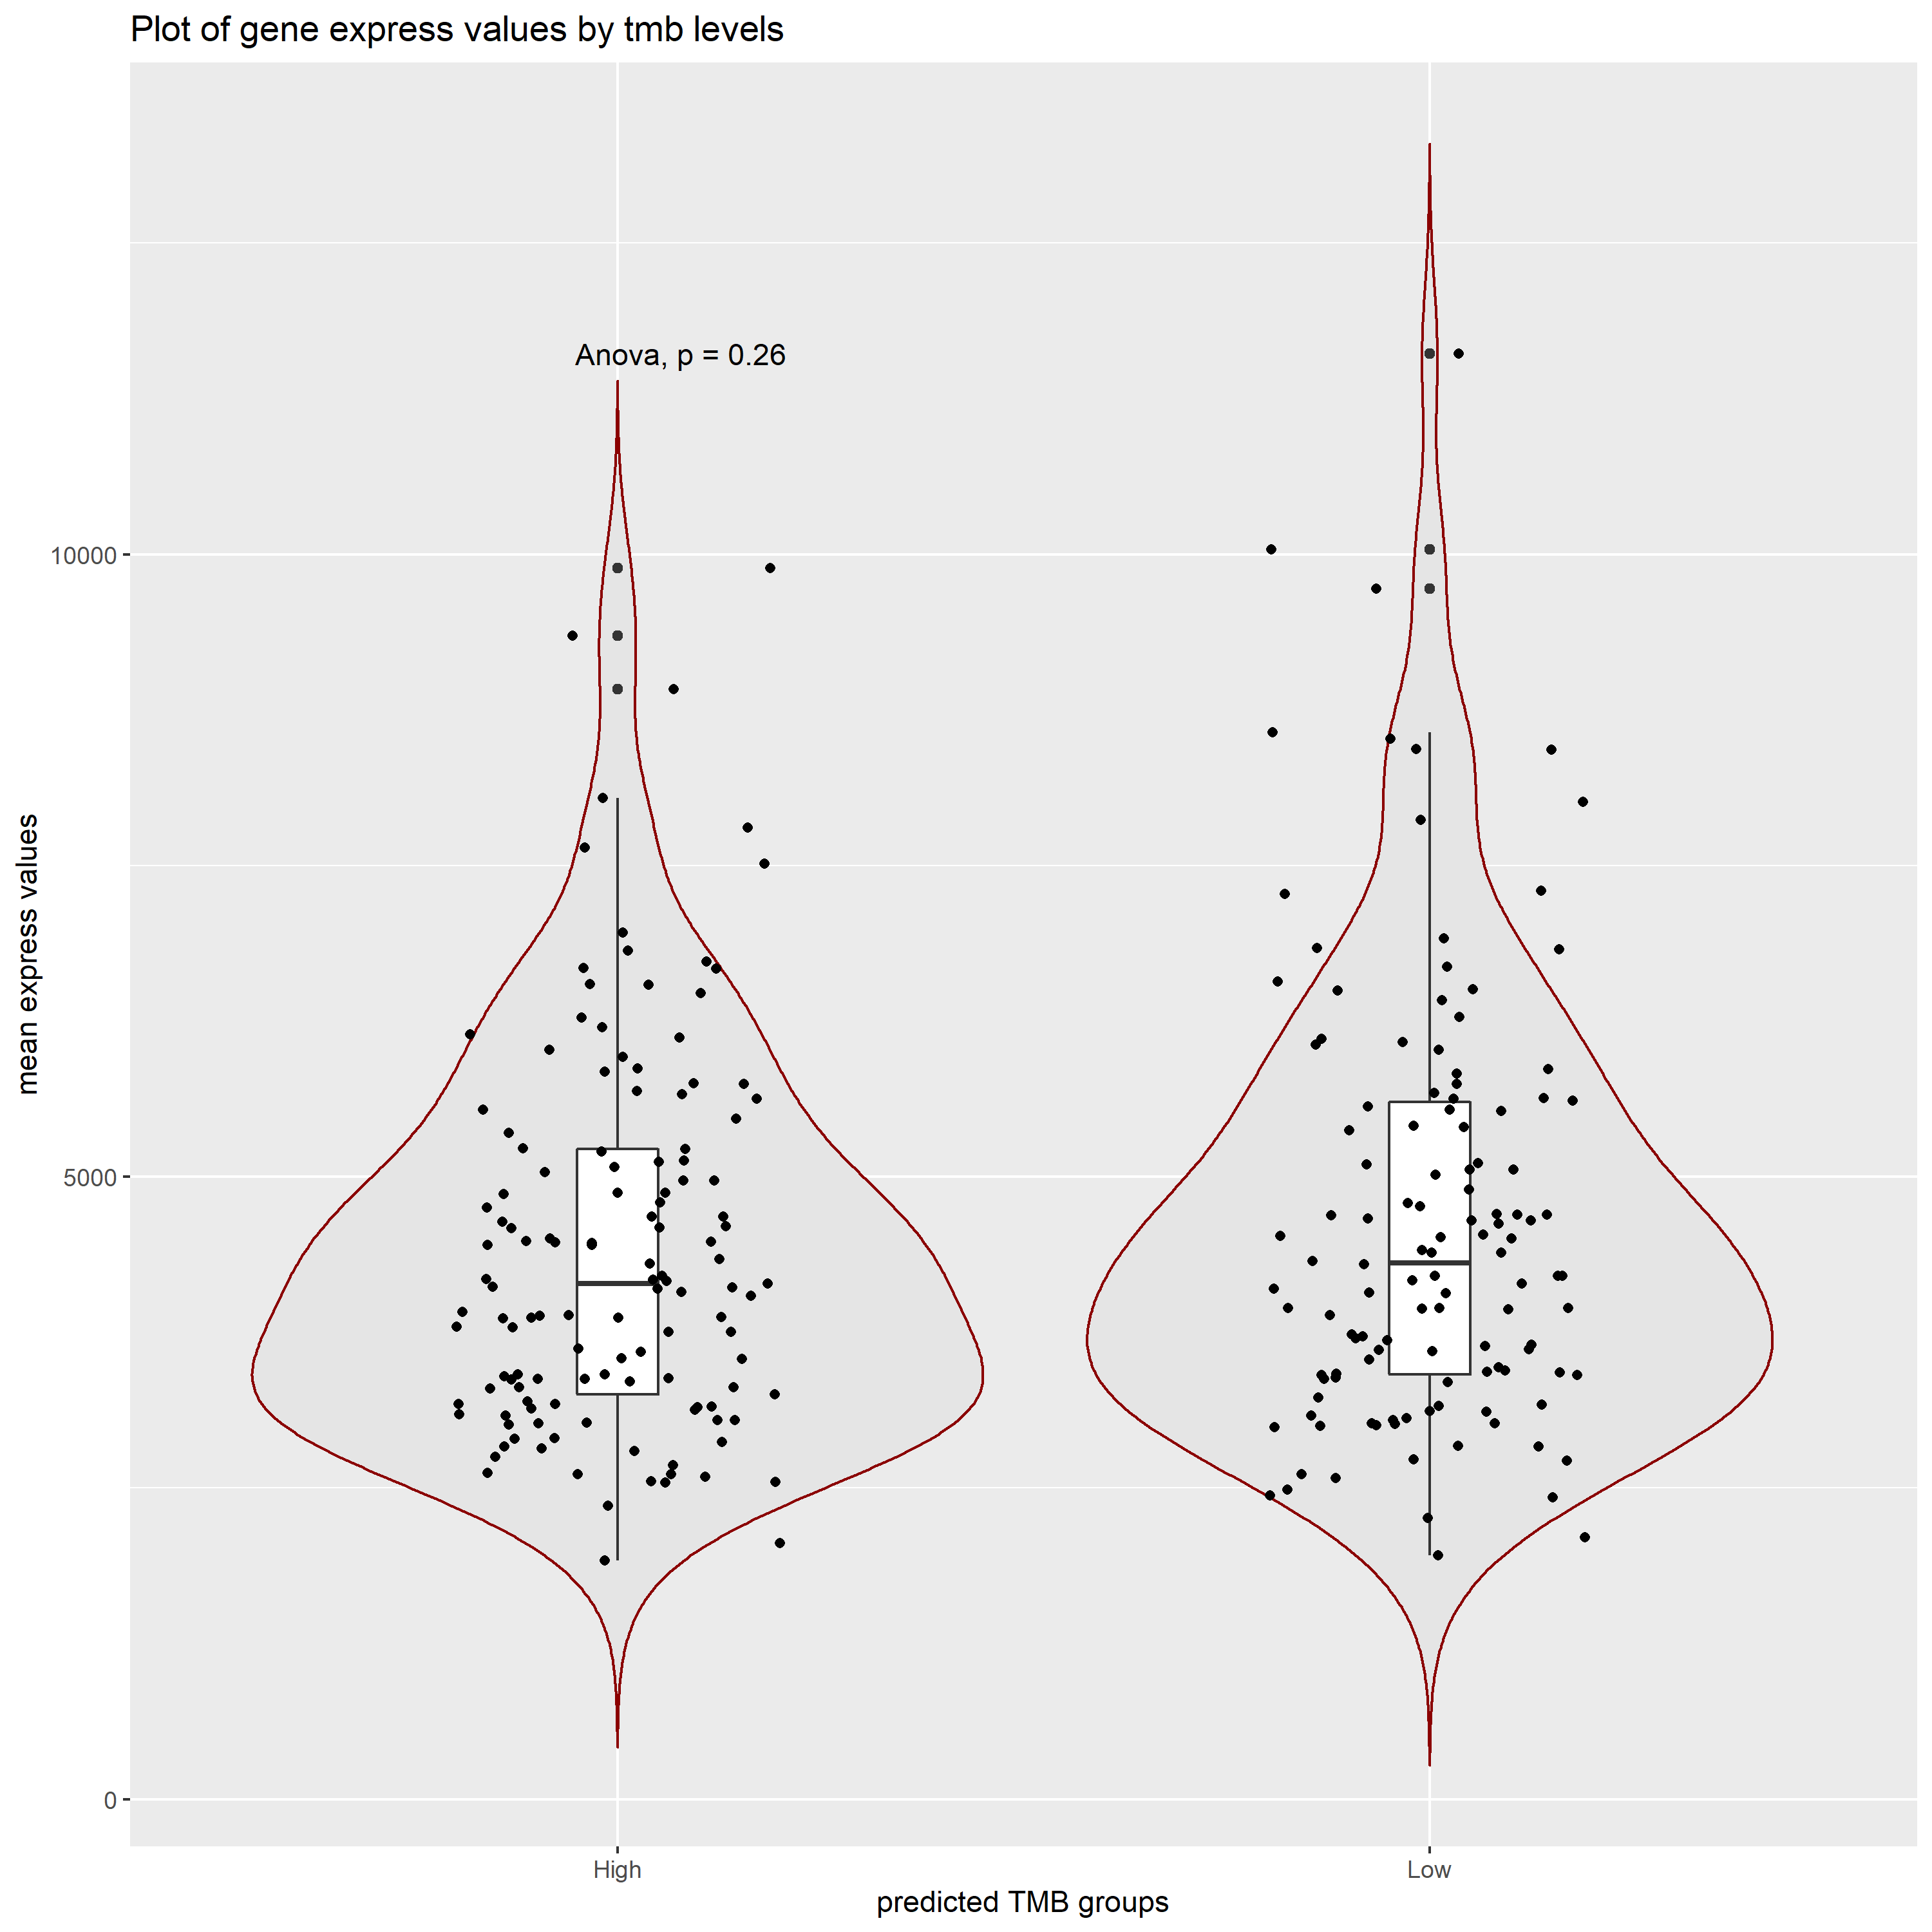 Plot of gene express values by tmb levels
Anova, p = 0.26
10000
5000
0
mean express values
High
Low
predicted TMB groups